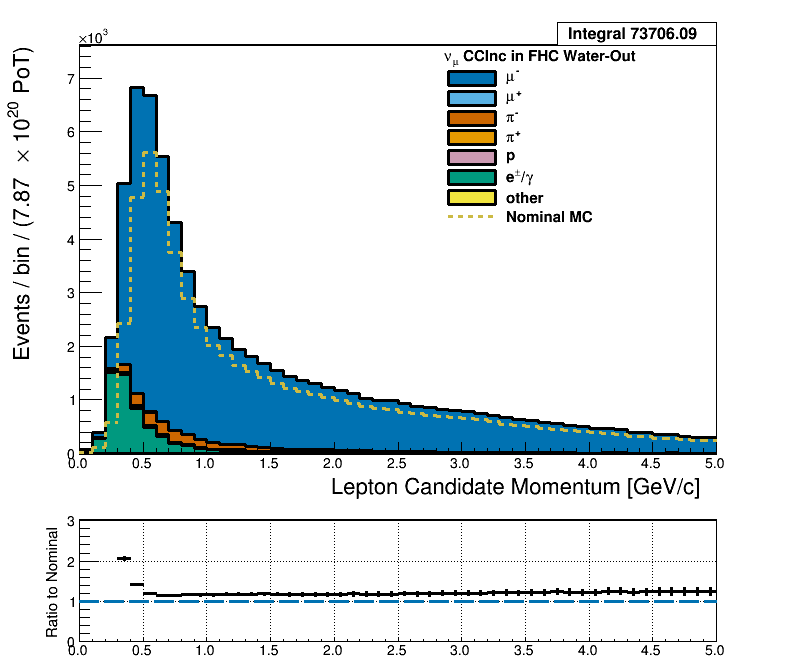 Integral 73706.09
×10³
ν_μ CCInc in FHC Water-Out
μ⁻
μ⁺
π⁻
π⁺
p
e^±/γ
other
Nominal MC
Events / bin / (7.87 × 10²⁰ PoT)
7
6
5
4
3
2
1
0
0.0 0.5 1.0 1.5 2.0 2.5 3.0 3.5 4.0 4.5 5.0
Lepton Candidate Momentum [GeV/c]
Ratio to Nominal
3
2
1
0
0.0 0.5 1.0 1.5 2.0 2.5 3.0 3.5 4.0 4.5 5.0